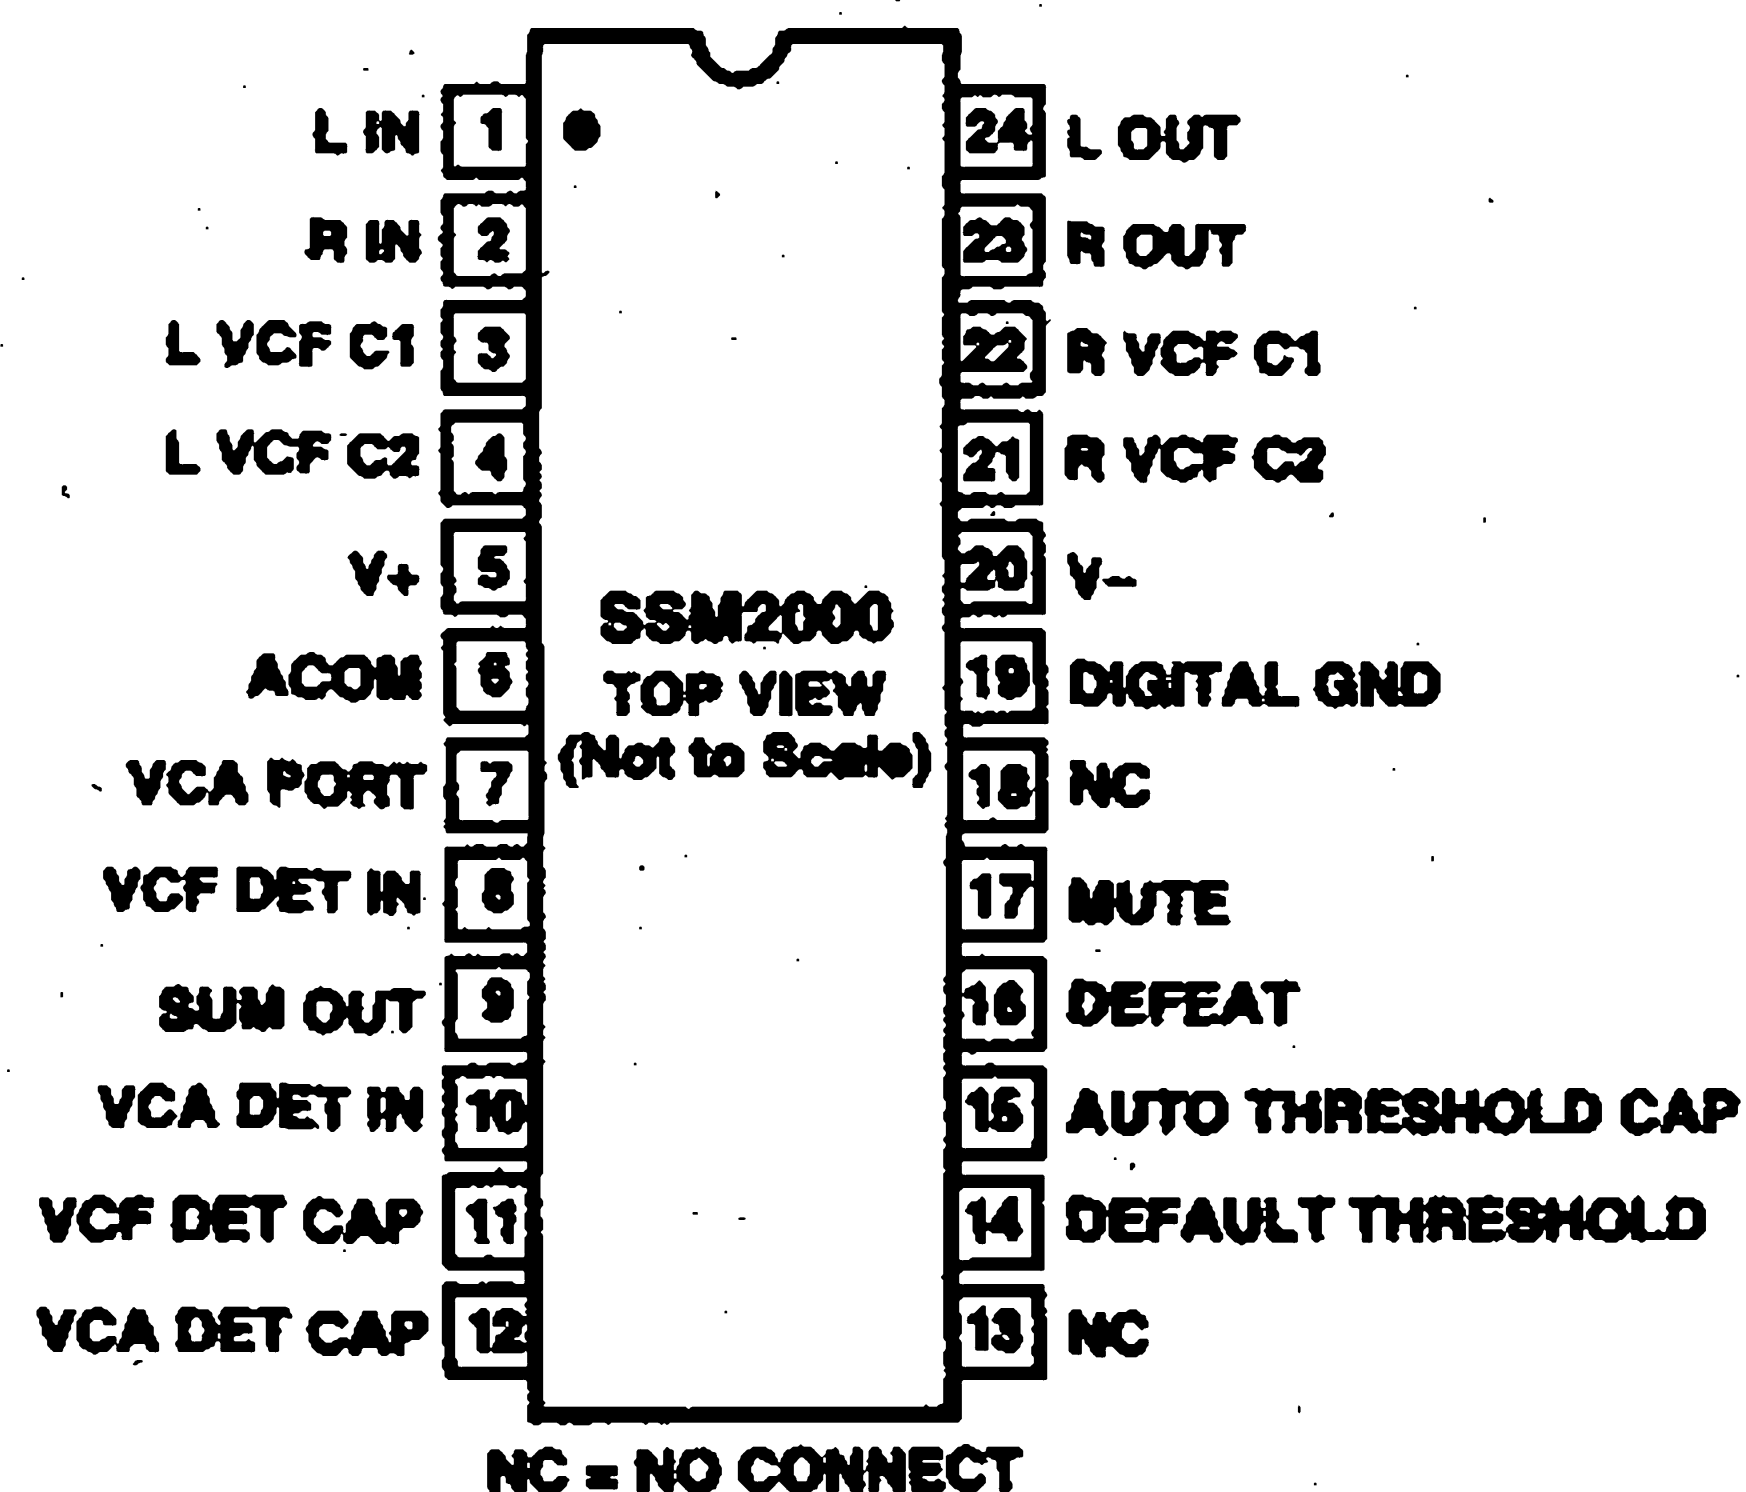 L IN 1 24 L OUT
R IN 2 23 R OUT
L VCF C1 3 22 R VCF C1
L VCF C2 4 21 R VCF C2
V+ 5 20 V–
SSM2000
ACOM 6 19 DIGITAL GND
TOP VIEW
(Not to Scale)
VCA PORT 7 18 NC
VCF DET IN 8 17 MUTE
SUM OUT 9 16 DEFEAT
VCA DET IN 10 15 AUTO THRESHOLD CAP
VCF DET CAP 11 14 DEFAULT THRESHOLD
VCA DET CAP 12 13 NC
NC = NO CONNECT